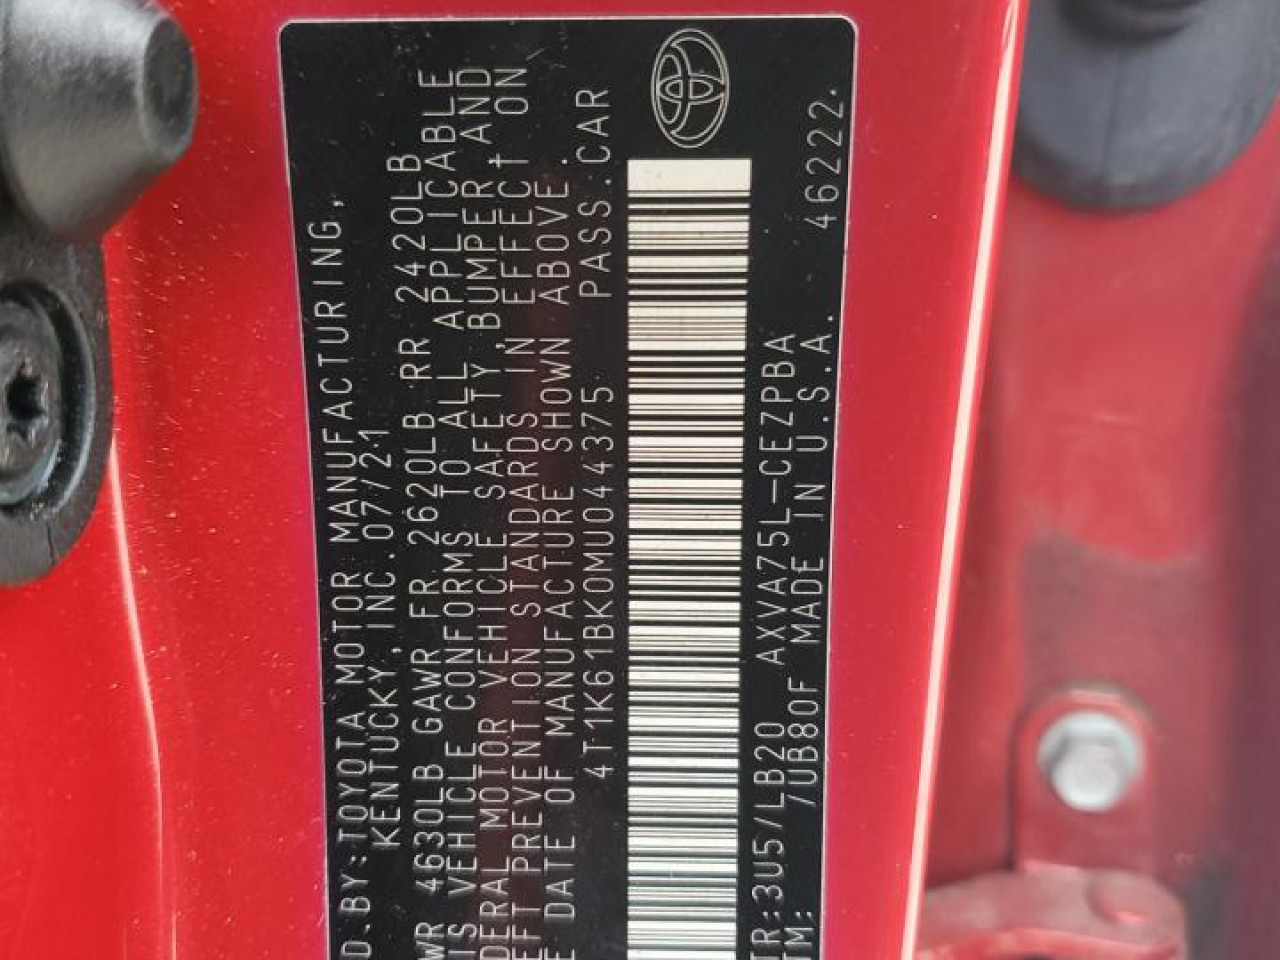 D.BY:TOYOTA MOTOR MANUFACTURING,
KENTUCKY,INC.07/21
WR 4630LB GAWR FR 2620LB RR 2420LB
IS VEHICLE CONFORMS TO ALL APPLICABLE
DERAL MOTOR VEHICLE SAFETY,BUMPER AND
EFT PREVENTION STANDARDS IN EFFECT ON
E DATE OF MANUFACTURE SHOWN ABOVE.
4T1K61BK0MU044375 PASS.CAR
TR:3U5/LB20 AXVA75L-CEZPBA
TM: /UB80F MADE IN U.S.A. 46222.